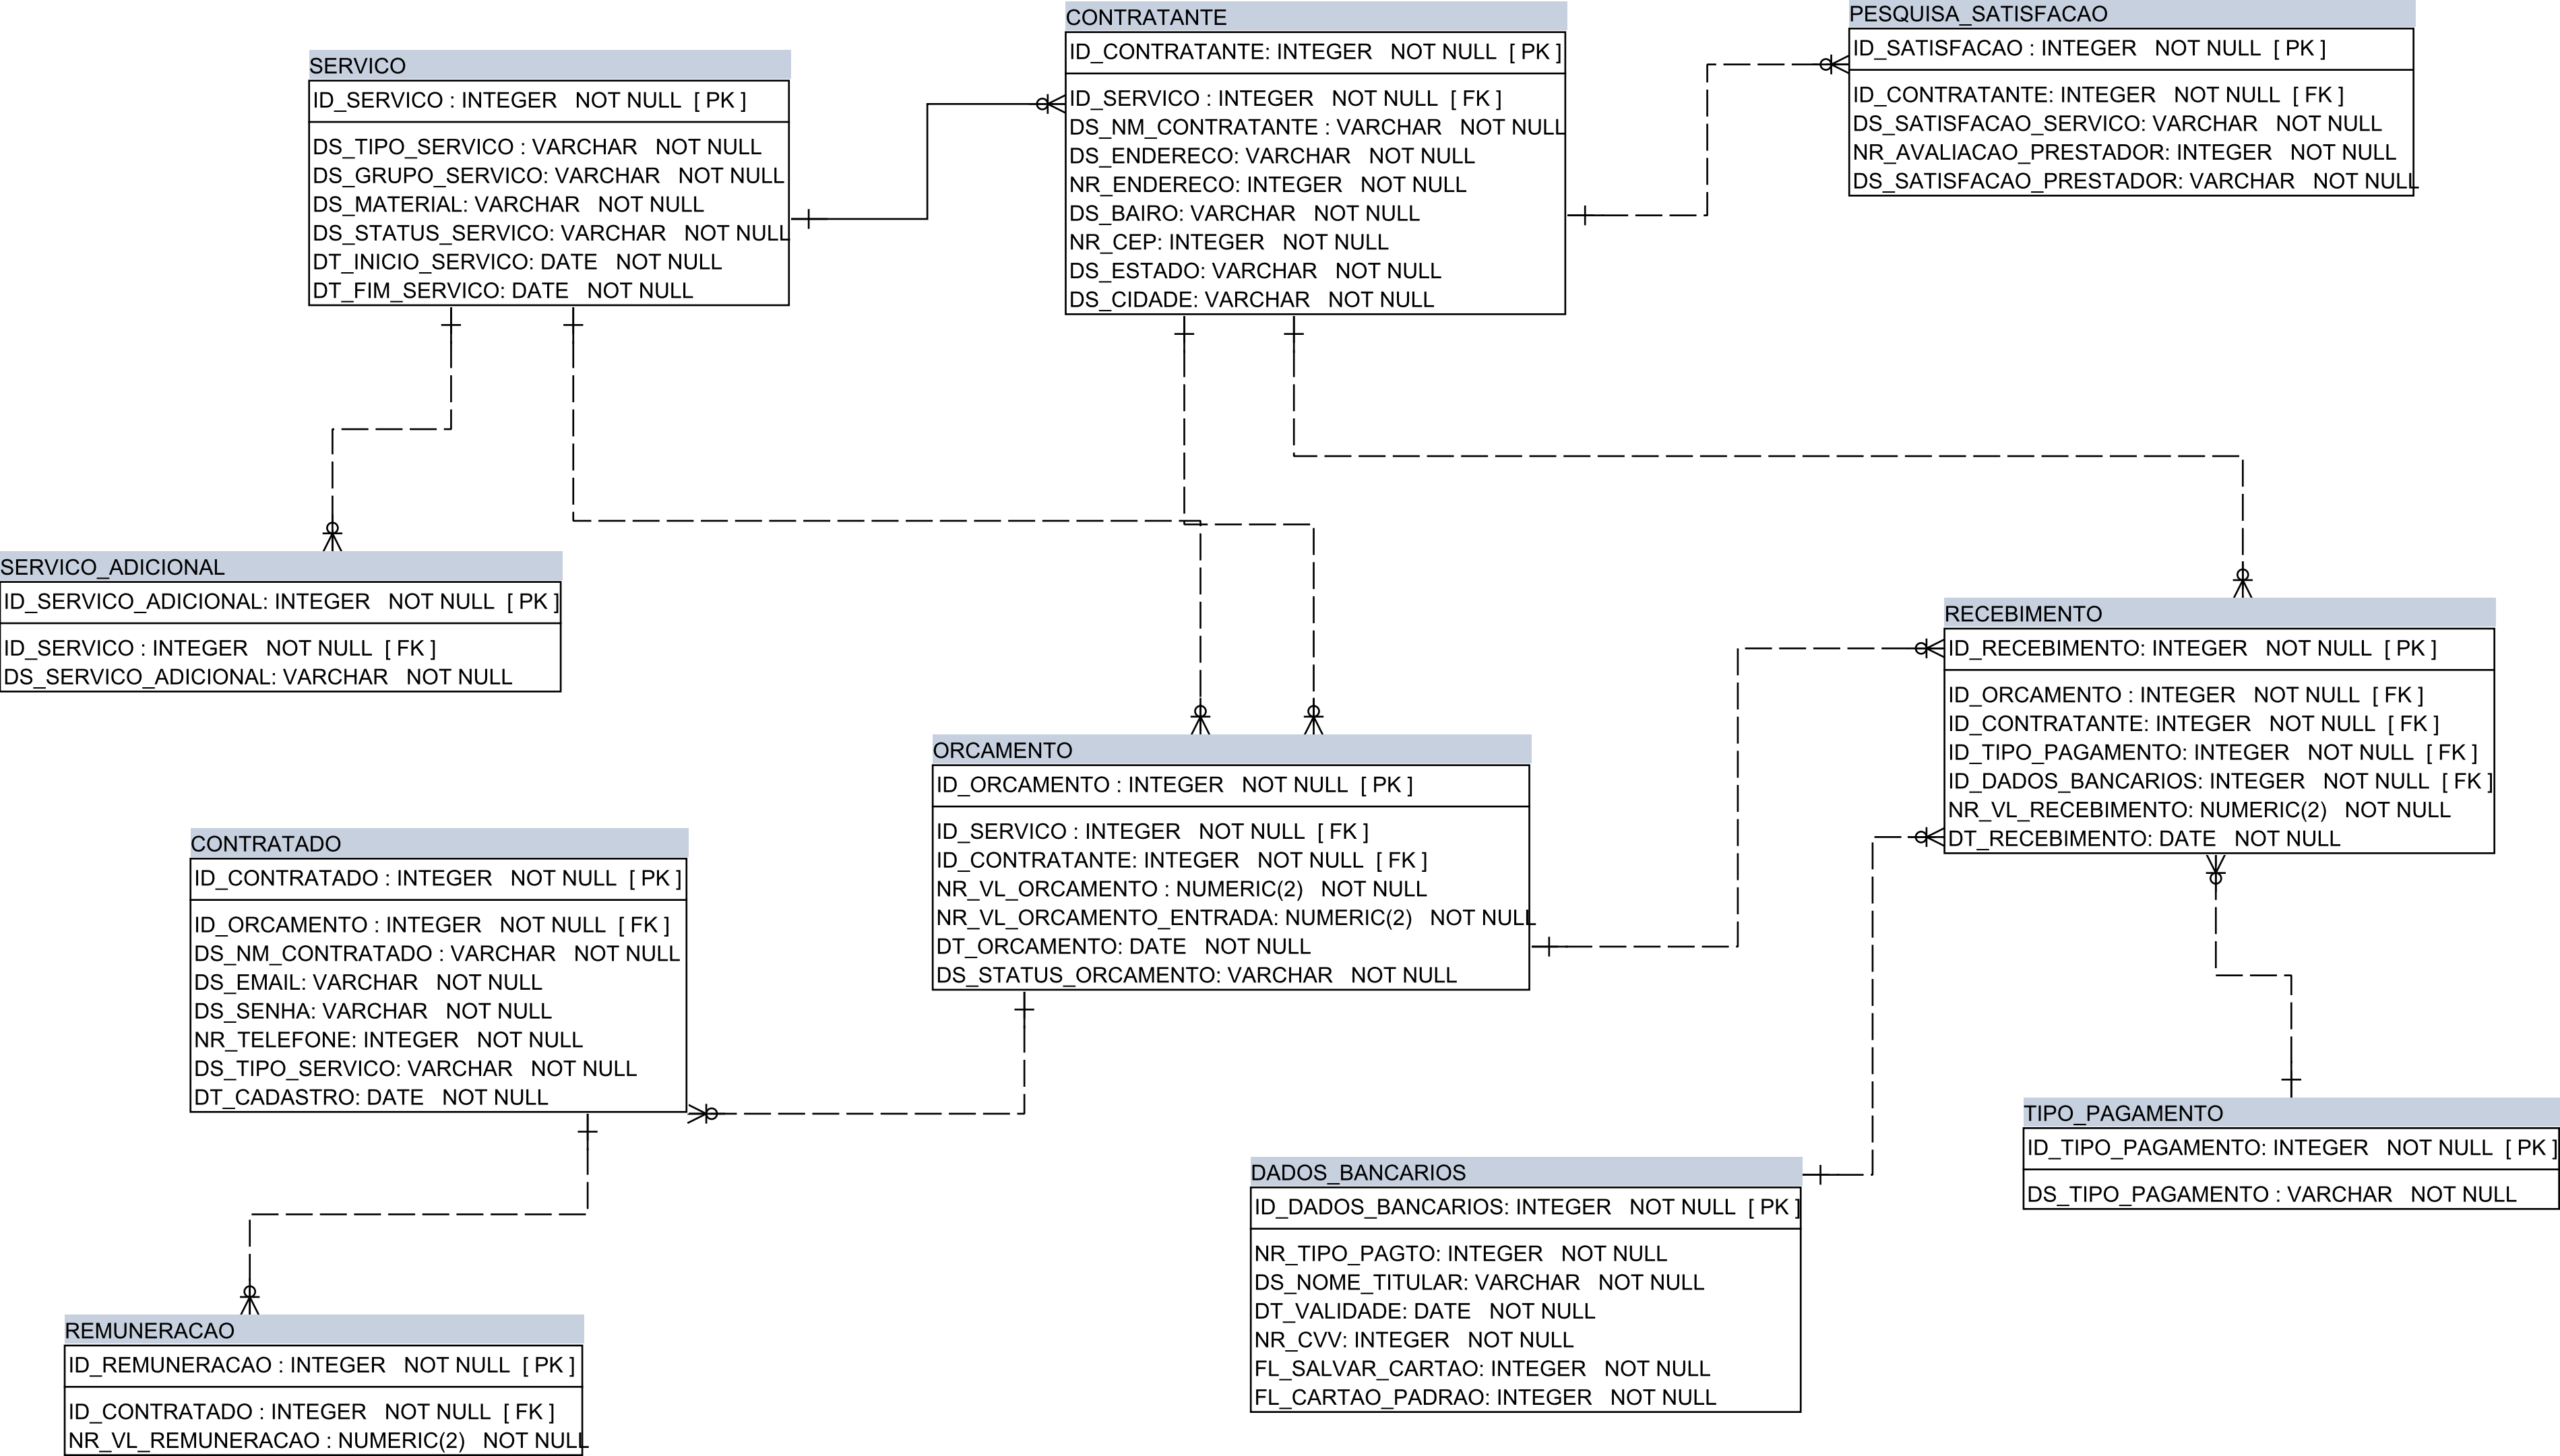 SERVICO
ID_SERVICO : INTEGER NOT NULL [ PK ]
DS_TIPO_SERVICO : VARCHAR NOT NULL
DS_GRUPO_SERVICO: VARCHAR NOT NULL
DS_MATERIAL: VARCHAR NOT NULL
DS_STATUS_SERVICO: VARCHAR NOT NULL
DT_INICIO_SERVICO: DATE NOT NULL
DT_FIM_SERVICO: DATE NOT NULL
CONTRATANTE
ID_CONTRATANTE: INTEGER NOT NULL [ PK ]
ID_SERVICO : INTEGER NOT NULL [ FK ]
DS_NM_CONTRATANTE : VARCHAR NOT NULL
DS_ENDERECO: VARCHAR NOT NULL
NR_ENDERECO: INTEGER NOT NULL
DS_BAIRO: VARCHAR NOT NULL
NR_CEP: INTEGER NOT NULL
DS_ESTADO: VARCHAR NOT NULL
DS_CIDADE: VARCHAR NOT NULL
PESQUISA_SATISFACAO
ID_SATISFACAO : INTEGER NOT NULL [ PK ]
ID_CONTRATANTE: INTEGER NOT NULL [ FK ]
DS_SATISFACAO_SERVICO: VARCHAR NOT NULL
NR_AVALIACAO_PRESTADOR: INTEGER NOT NULL
DS_SATISFACAO_PRESTADOR: VARCHAR NOT NULL
SERVICO_ADICIONAL
ID_SERVICO_ADICIONAL: INTEGER NOT NULL [ PK ]
ID_SERVICO : INTEGER NOT NULL [ FK ]
DS_SERVICO_ADICIONAL: VARCHAR NOT NULL
RECEBIMENTO
ID_RECEBIMENTO: INTEGER NOT NULL [ PK ]
ID_ORCAMENTO : INTEGER NOT NULL [ FK ]
ID_CONTRATANTE: INTEGER NOT NULL [ FK ]
ID_TIPO_PAGAMENTO: INTEGER NOT NULL [ FK ]
ID_DADOS_BANCARIOS: INTEGER NOT NULL [ FK ]
NR_VL_RECEBIMENTO: NUMERIC(2) NOT NULL
DT_RECEBIMENTO: DATE NOT NULL
ORCAMENTO
ID_ORCAMENTO : INTEGER NOT NULL [ PK ]
ID_SERVICO : INTEGER NOT NULL [ FK ]
ID_CONTRATANTE: INTEGER NOT NULL [ FK ]
NR_VL_ORCAMENTO : NUMERIC(2) NOT NULL
NR_VL_ORCAMENTO_ENTRADA: NUMERIC(2) NOT NULL
DT_ORCAMENTO: DATE NOT NULL
DS_STATUS_ORCAMENTO: VARCHAR NOT NULL
CONTRATADO
ID_CONTRATADO : INTEGER NOT NULL [ PK ]
ID_ORCAMENTO : INTEGER NOT NULL [ FK ]
DS_NM_CONTRATADO : VARCHAR NOT NULL
DS_EMAIL: VARCHAR NOT NULL
DS_SENHA: VARCHAR NOT NULL
NR_TELEFONE: INTEGER NOT NULL
DS_TIPO_SERVICO: VARCHAR NOT NULL
DT_CADASTRO: DATE NOT NULL
TIPO_PAGAMENTO
ID_TIPO_PAGAMENTO: INTEGER NOT NULL [ PK ]
DS_TIPO_PAGAMENTO : VARCHAR NOT NULL
DADOS_BANCARIOS
ID_DADOS_BANCARIOS: INTEGER NOT NULL [ PK ]
NR_TIPO_PAGTO: INTEGER NOT NULL
DS_NOME_TITULAR: VARCHAR NOT NULL
DT_VALIDADE: DATE NOT NULL
NR_CVV: INTEGER NOT NULL
FL_SALVAR_CARTAO: INTEGER NOT NULL
FL_CARTAO_PADRAO: INTEGER NOT NULL
REMUNERACAO
ID_REMUNERACAO : INTEGER NOT NULL [ PK ]
ID_CONTRATADO : INTEGER NOT NULL [ FK ]
NR_VL_REMUNERACAO : NUMERIC(2) NOT NULL